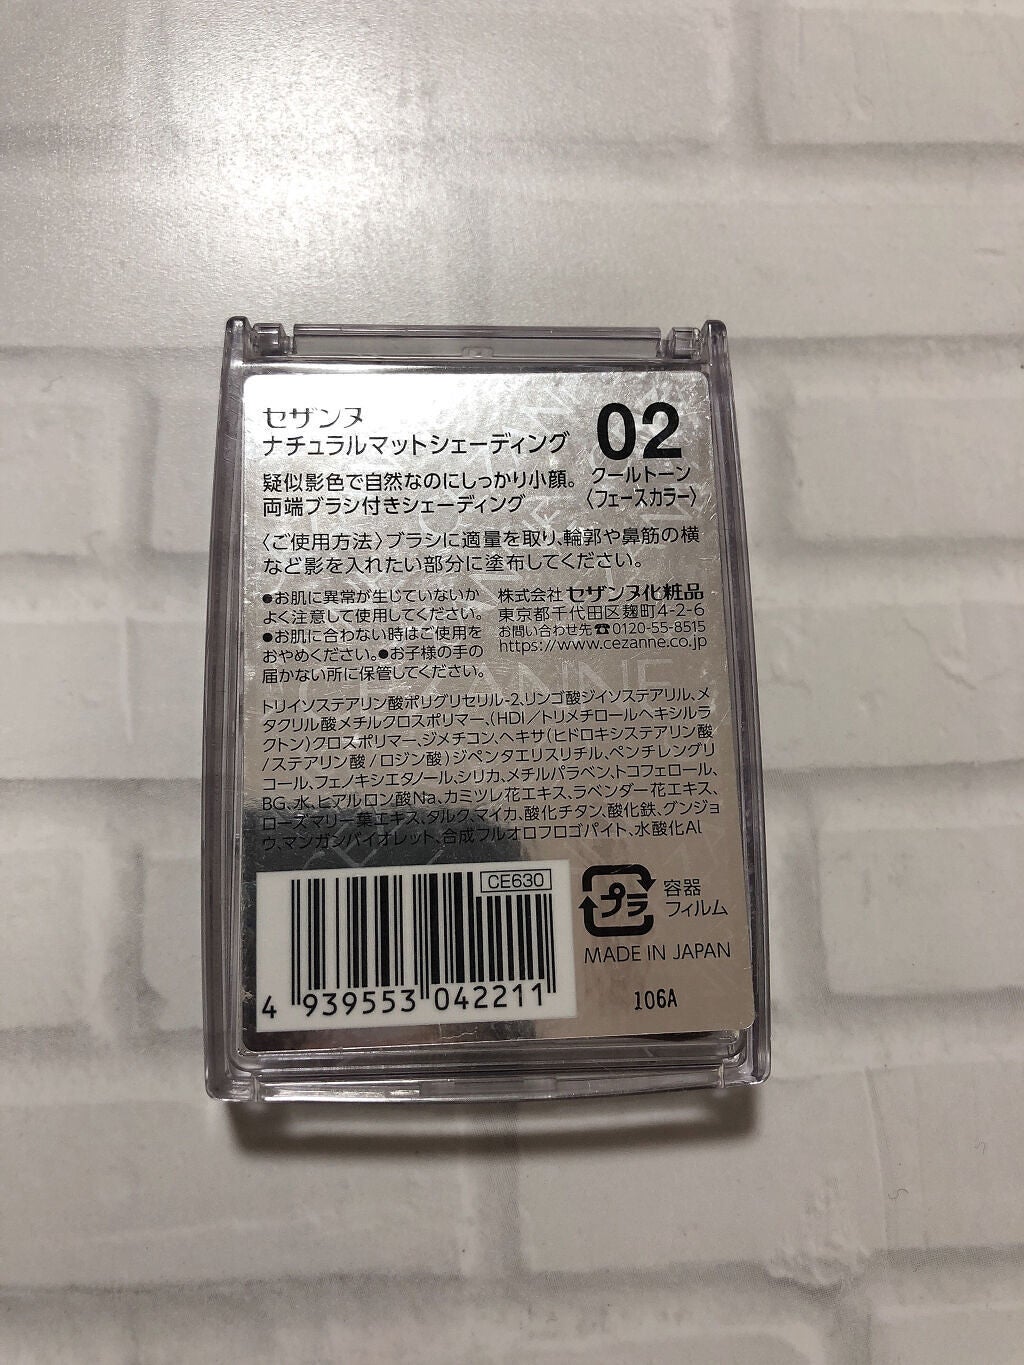 セザンヌ
ナチュラルマットシェーディング
02
クールトーン
〈フェースカラー〉
疑似影色で自然なのにしっかり小顔。
両端ブラシ付きシェーディング
〈ご使用方法〉ブラシに適量を取り、輪郭や鼻筋の横
など影を入れたい部分に塗布してください。
●お肌に異常が生じていないか
よく注意して使用してください。
●お肌に合わない時はご使用を
おやめください。●お子様の手の
届かない所に保管してください。
株式会社 セザンヌ化粧品
東京都千代田区麹町4-2-6
お問い合わせ先☎0120-55-8515
https://www.cezanne.co.jp
トリイソステアリン酸ポリグリセリル-2、リンゴ酸ジイソステアリル、メ
タクリル酸メチルクロスポリマー、(HDI/トリメチロールヘキシルラ
クトン)クロスポリマー、ジメチコン、ヘキサ(ヒドロキシステアリン酸
/ステアリン酸/ロジン酸)ジペンタエリスリチル、ペンチレングリ
コール、フェノキシエタノール、シリカ、メチルパラベン、トコフェロール、
BG、水、ヒアルロン酸Na、カミツレ花エキス、ラベンダー花エキス、
ローズマリー葉エキス、タルク、マイカ、酸化チタン、酸化鉄、グンジョ
ウ、マンガンバイオレット、合成フルオロフロゴパイト、水酸化Al
CE630
4 939553 042211
プラ
容器
フィルム
MADE IN JAPAN
106A
CEZANNE